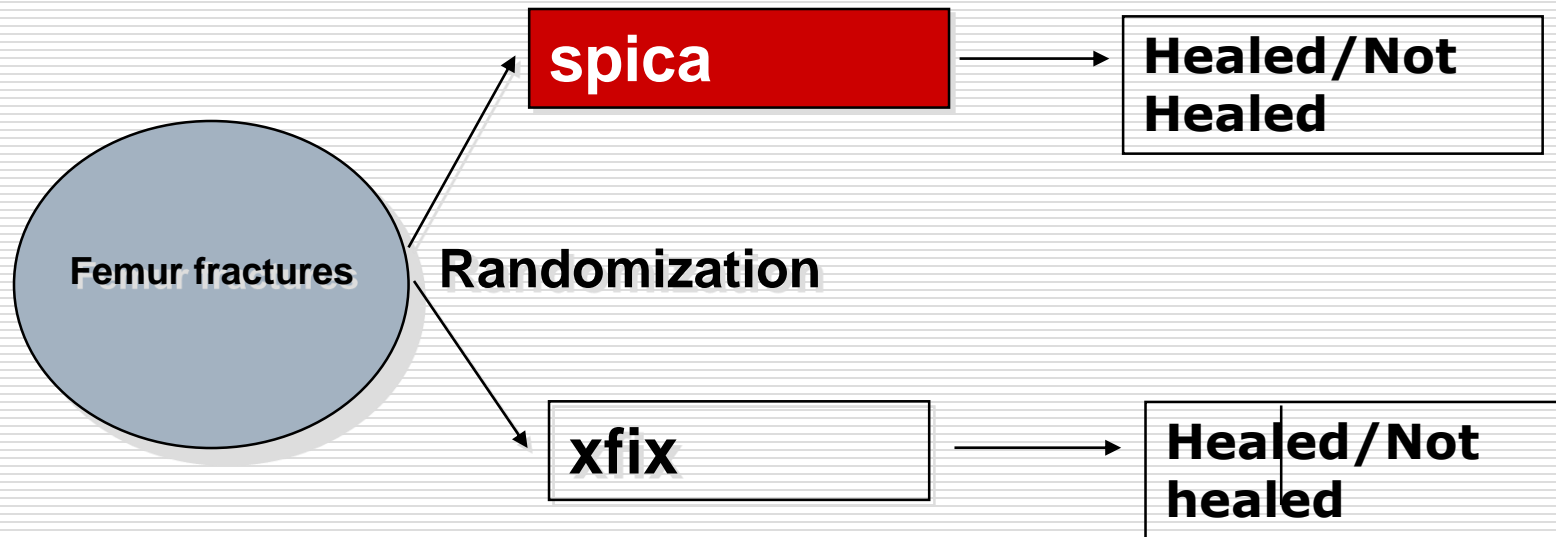 spica
Healed/Not
Healed
Femur fractures
Randomization
xfix
Healed/Not
healed